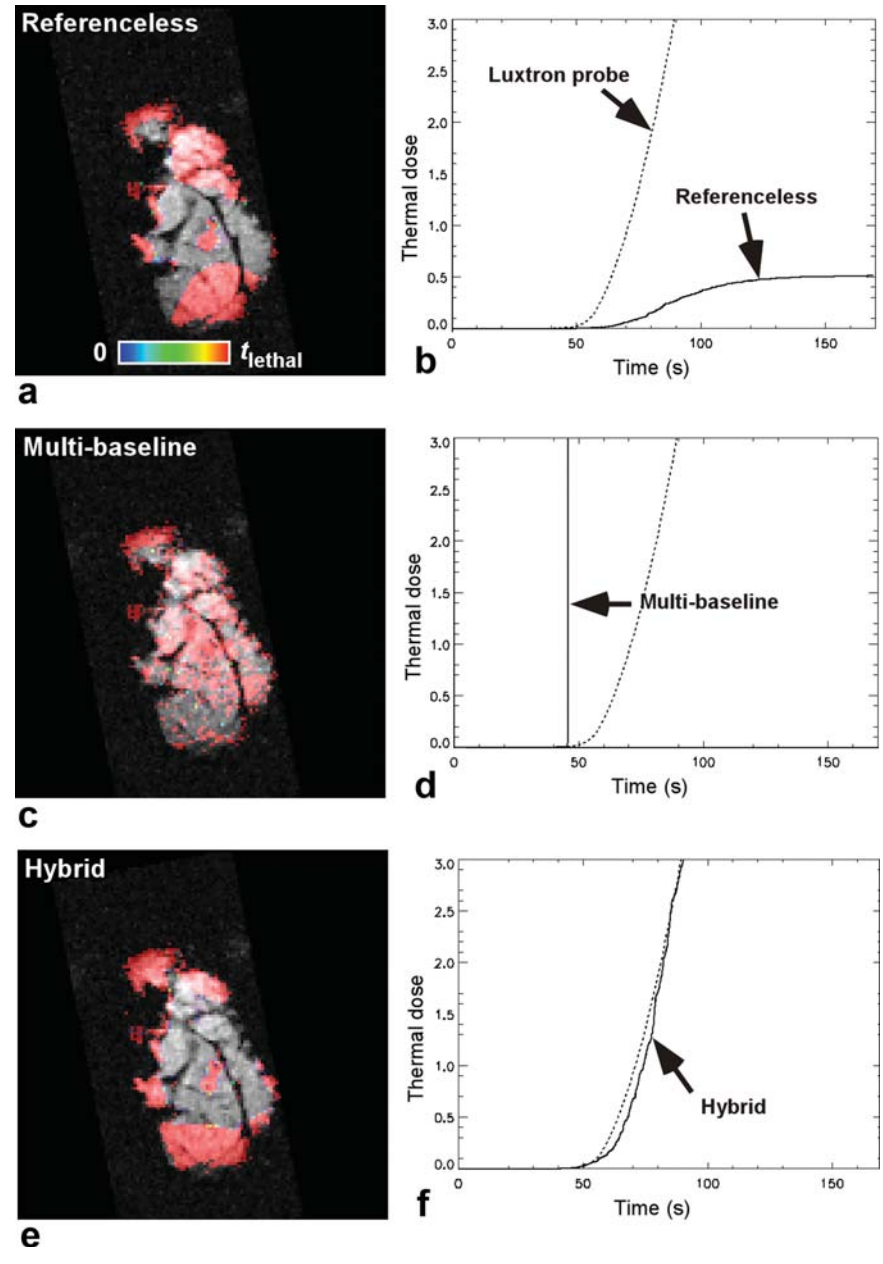 Referenceless
0 t lethal
a
3.0
2.5
2.0
1.5
1.0
0.5
0.0
Thermal dose
Luxtron probe
Referenceless
0 50 100 150
Time (s)
b
Multi-baseline
c
3.0
2.5
2.0
1.5
1.0
0.5
0.0
Thermal dose
Multi-baseline
0 50 100 150
Time (s)
d
Hybrid
e
3.0
2.5
2.0
1.5
1.0
0.5
0.0
Thermal dose
Hybrid
0 50 100 150
Time (s)
f